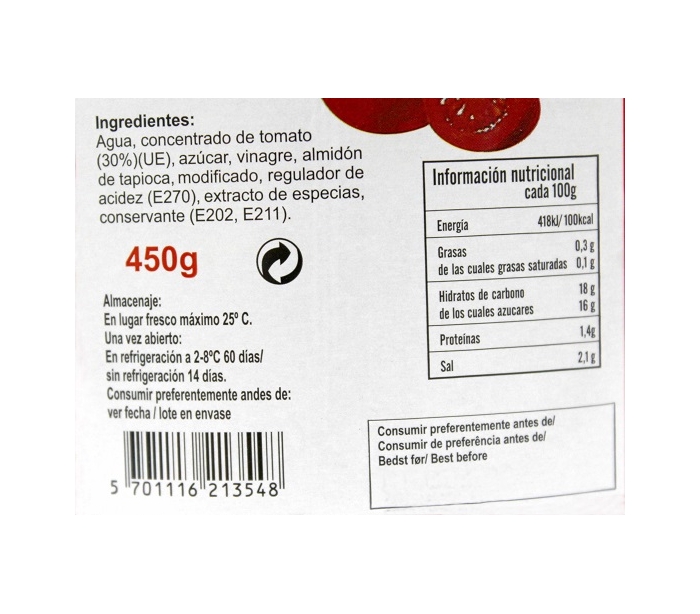 Ingredientes:
Agua, concentrado de tomato
(30%)(UE), azúcar, vinagre, almidón
de tapioca, modificado, regulador de
acidez (E270), extracto de especias,
conservante (E202, E211).
450g
Almacenaje:
En lugar fresco máximo 25º C.
Una vez abierto:
En refrigeración a 2-8ºC 60 días/
sin refrigeración 14 días.
Consumir preferentemente andes de:
ver fecha / lote en envase
5 701116 213548
Información nutricional
cada 100g
Energía 418kJ/ 100kcal
Grasas 0,3 g
de las cuales grasas saturadas 0,1 g
Hidratos de carbono 18 g
de los cuales azucares 16 g
Proteínas 1,4g
Sal 2,1 g
Consumir preferentemente antes de/
Consumir de preferência antes de/
Bedst før/ Best before